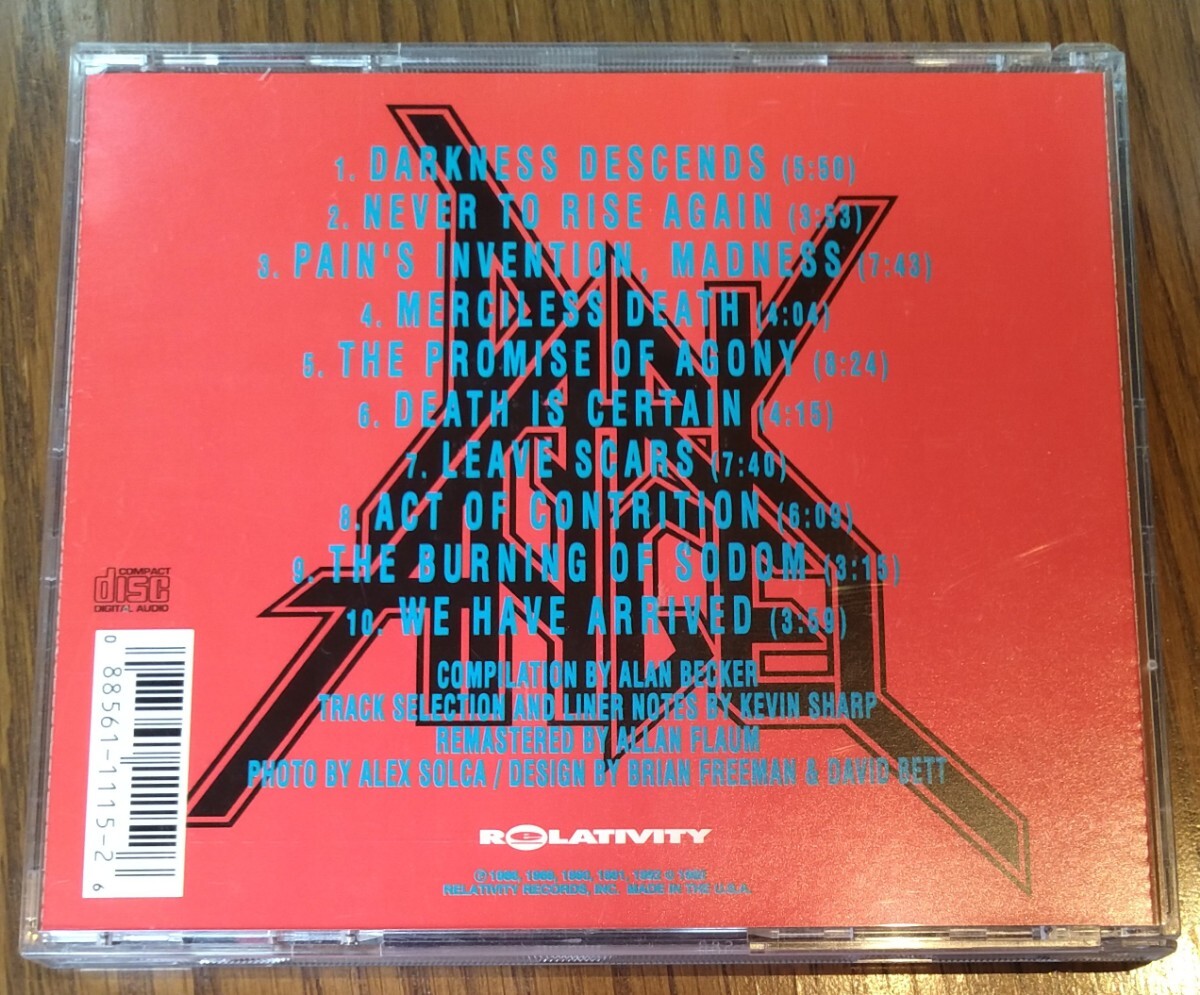 1. DARKNESS DESCENDS (5:50)
2. NEVER TO RISE AGAIN (3:53)
3. PAIN'S INVENTION, MADNESS (7:43)
4. MERCILESS DEATH (4:04)
5. THE PROMISE OF AGONY (8:24)
6. DEATH IS CERTAIN (4:15)
7. LEAVE SCARS (7:40)
8. ACT OF CONTRITION (6:09)
9. THE BURNING OF SODOM (3:15)
10. WE HAVE ARRIVED (3:59)
DARK ANGEL
COMPILATION BY ALAN BECKER
TRACK SELECTION AND LINER NOTES BY KEVIN SHARP
REMASTERED BY ALLAN FLAUM
PHOTO BY ALEX SOLCA / DESIGN BY BRIAN FREEMAN & DAVID BETT
COMPACT
disc
DIGITAL AUDIO
0 88561-1115-2 6
RELATIVITY
RELATIVITY RECORDS, INC. MADE IN THE U.S.A.